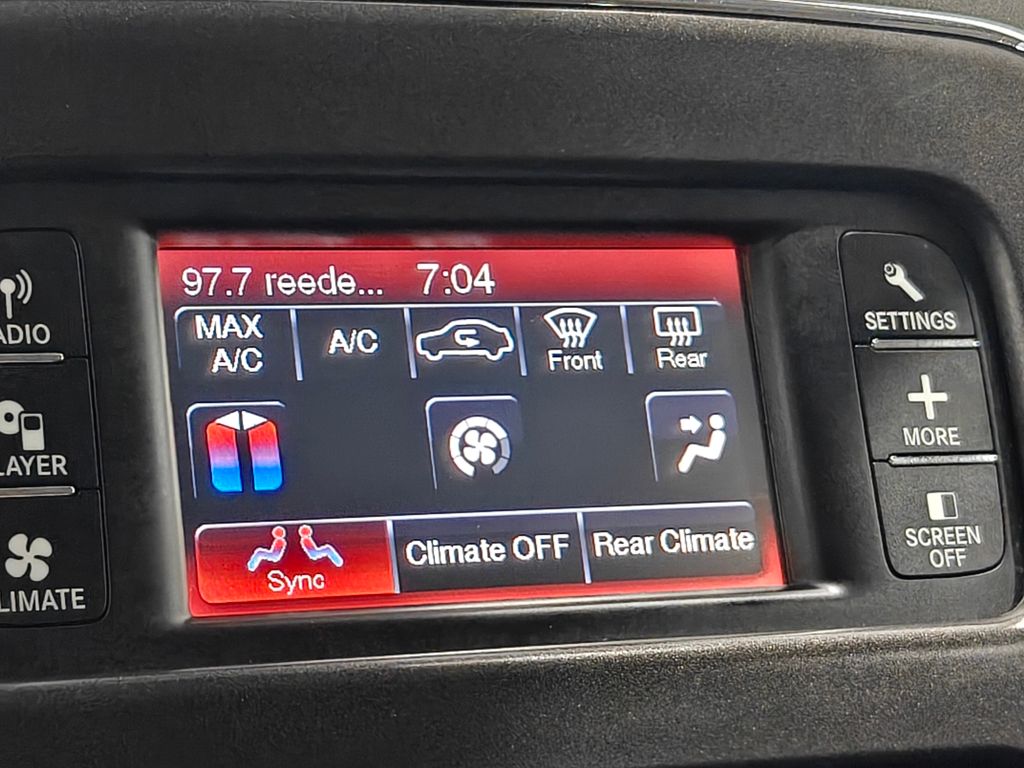 97.7 reede... 7:04
MAX
A/C
A/C
Front
Rear
Sync
Climate OFF
Rear Climate
ADIO
LAYER
LIMATE
SETTINGS
MORE
SCREEN
OFF